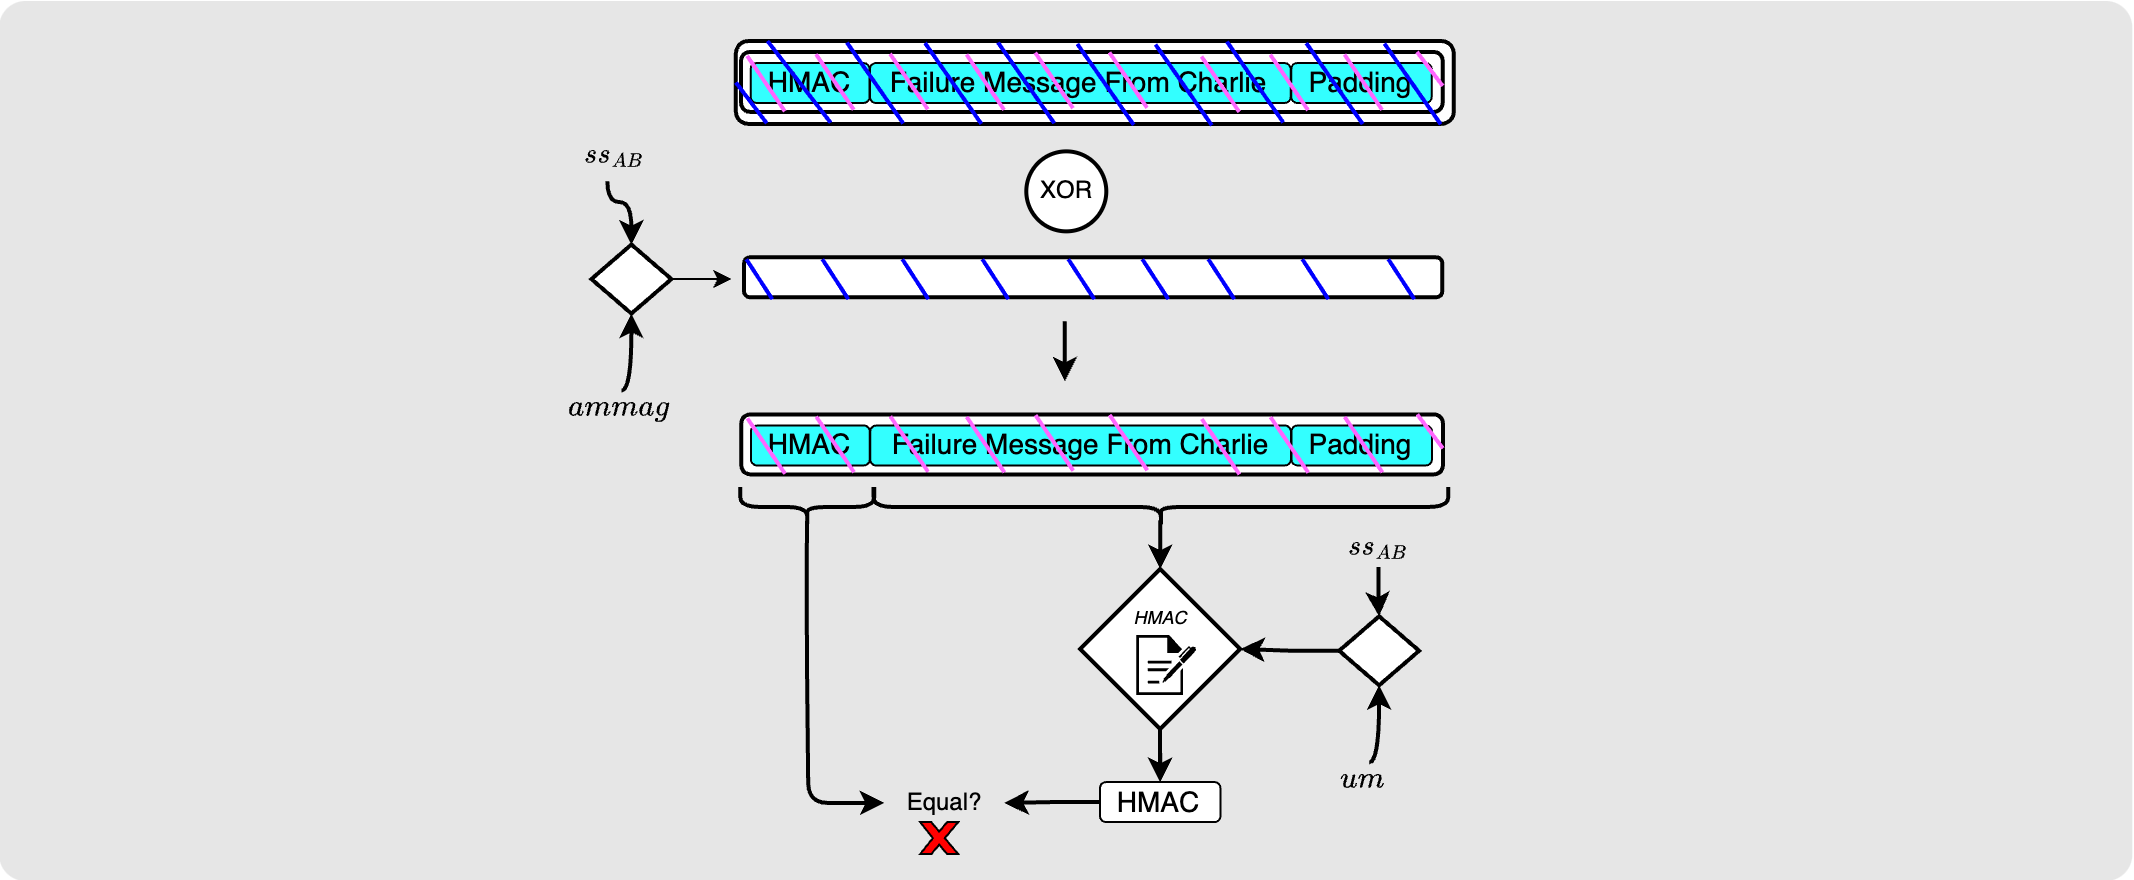 HMAC Failure Message From Charlie Padding
ss_AB
XOR
ammag
HMAC Failure Message From Charlie Padding
ss_AB
HMAC
um
Equal?
HMAC